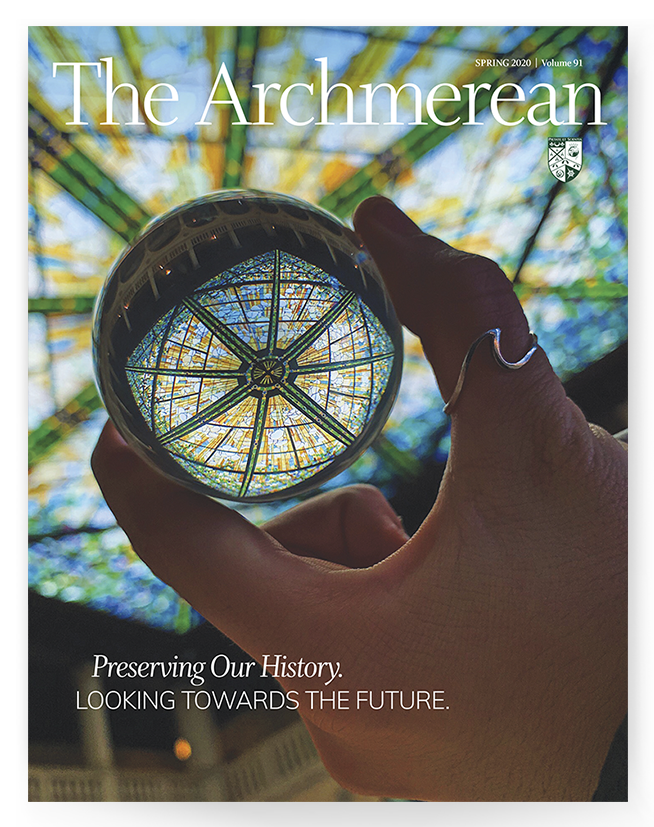 SPRING 2020 | Volume 91
The Archmerean
Preserving Our History.
LOOKING TOWARDS THE FUTURE.